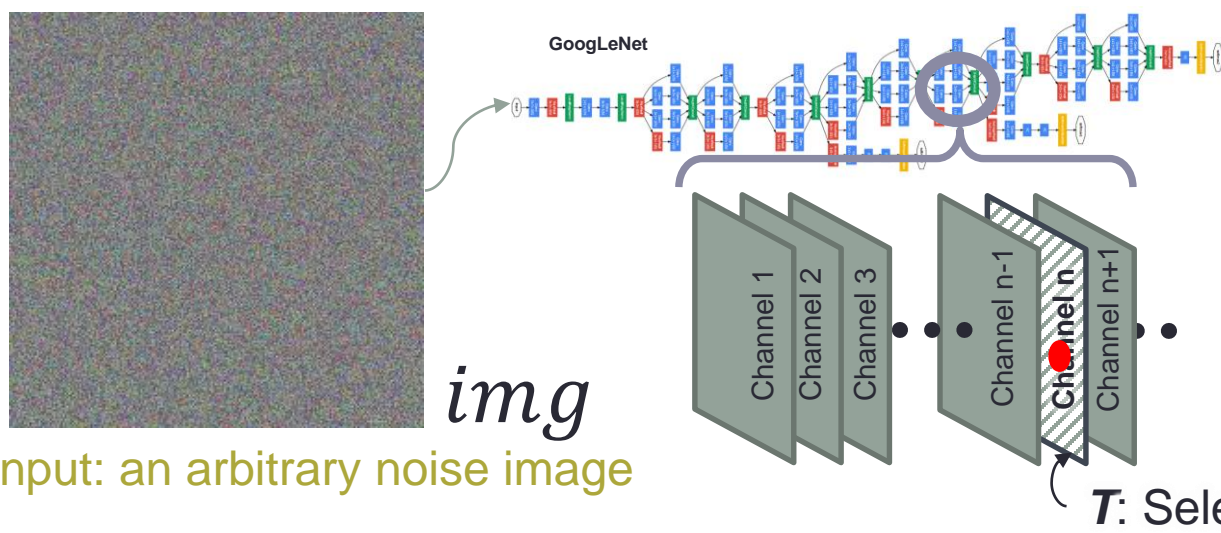 GoogLeNet
Channel 1
Channel 2
Channel 3
Channel n-1
Channel n
Channel n+1
img
nput: an arbitrary noise image
T: Sele